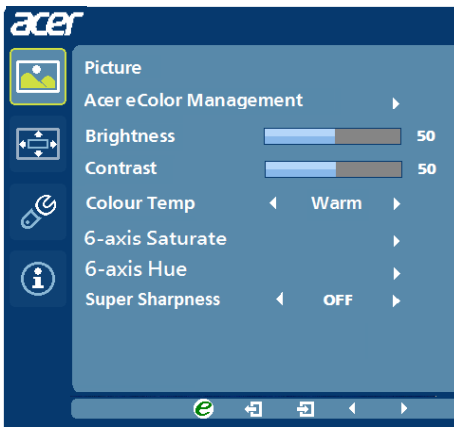 acer
Picture
Acer eColor Management
Brightness 50
Contrast 50
Colour Temp Warm
6-axis Saturate
6-axis Hue
Super Sharpness OFF
e